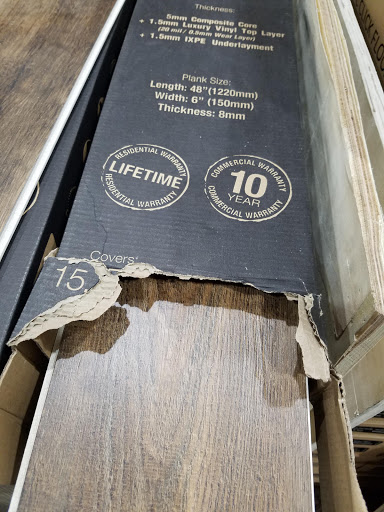 Thickness:
5mm Composite Core
+ 1.5mm Luxury Vinyl Top Layer
(20 mil / 0.5mm Wear Layer)
+ 1.5mm IXPE Underlayment
Plank Size:
Length: 48"(1220mm)
Width: 6" (150mm)
Thickness: 8mm
RESIDENTIAL WARRANTY
LIFETIME
RESIDENTIAL WARRANTY
COMMERCIAL WARRANTY
10
YEAR
COMMERCIAL WARRANTY
Covers:
15